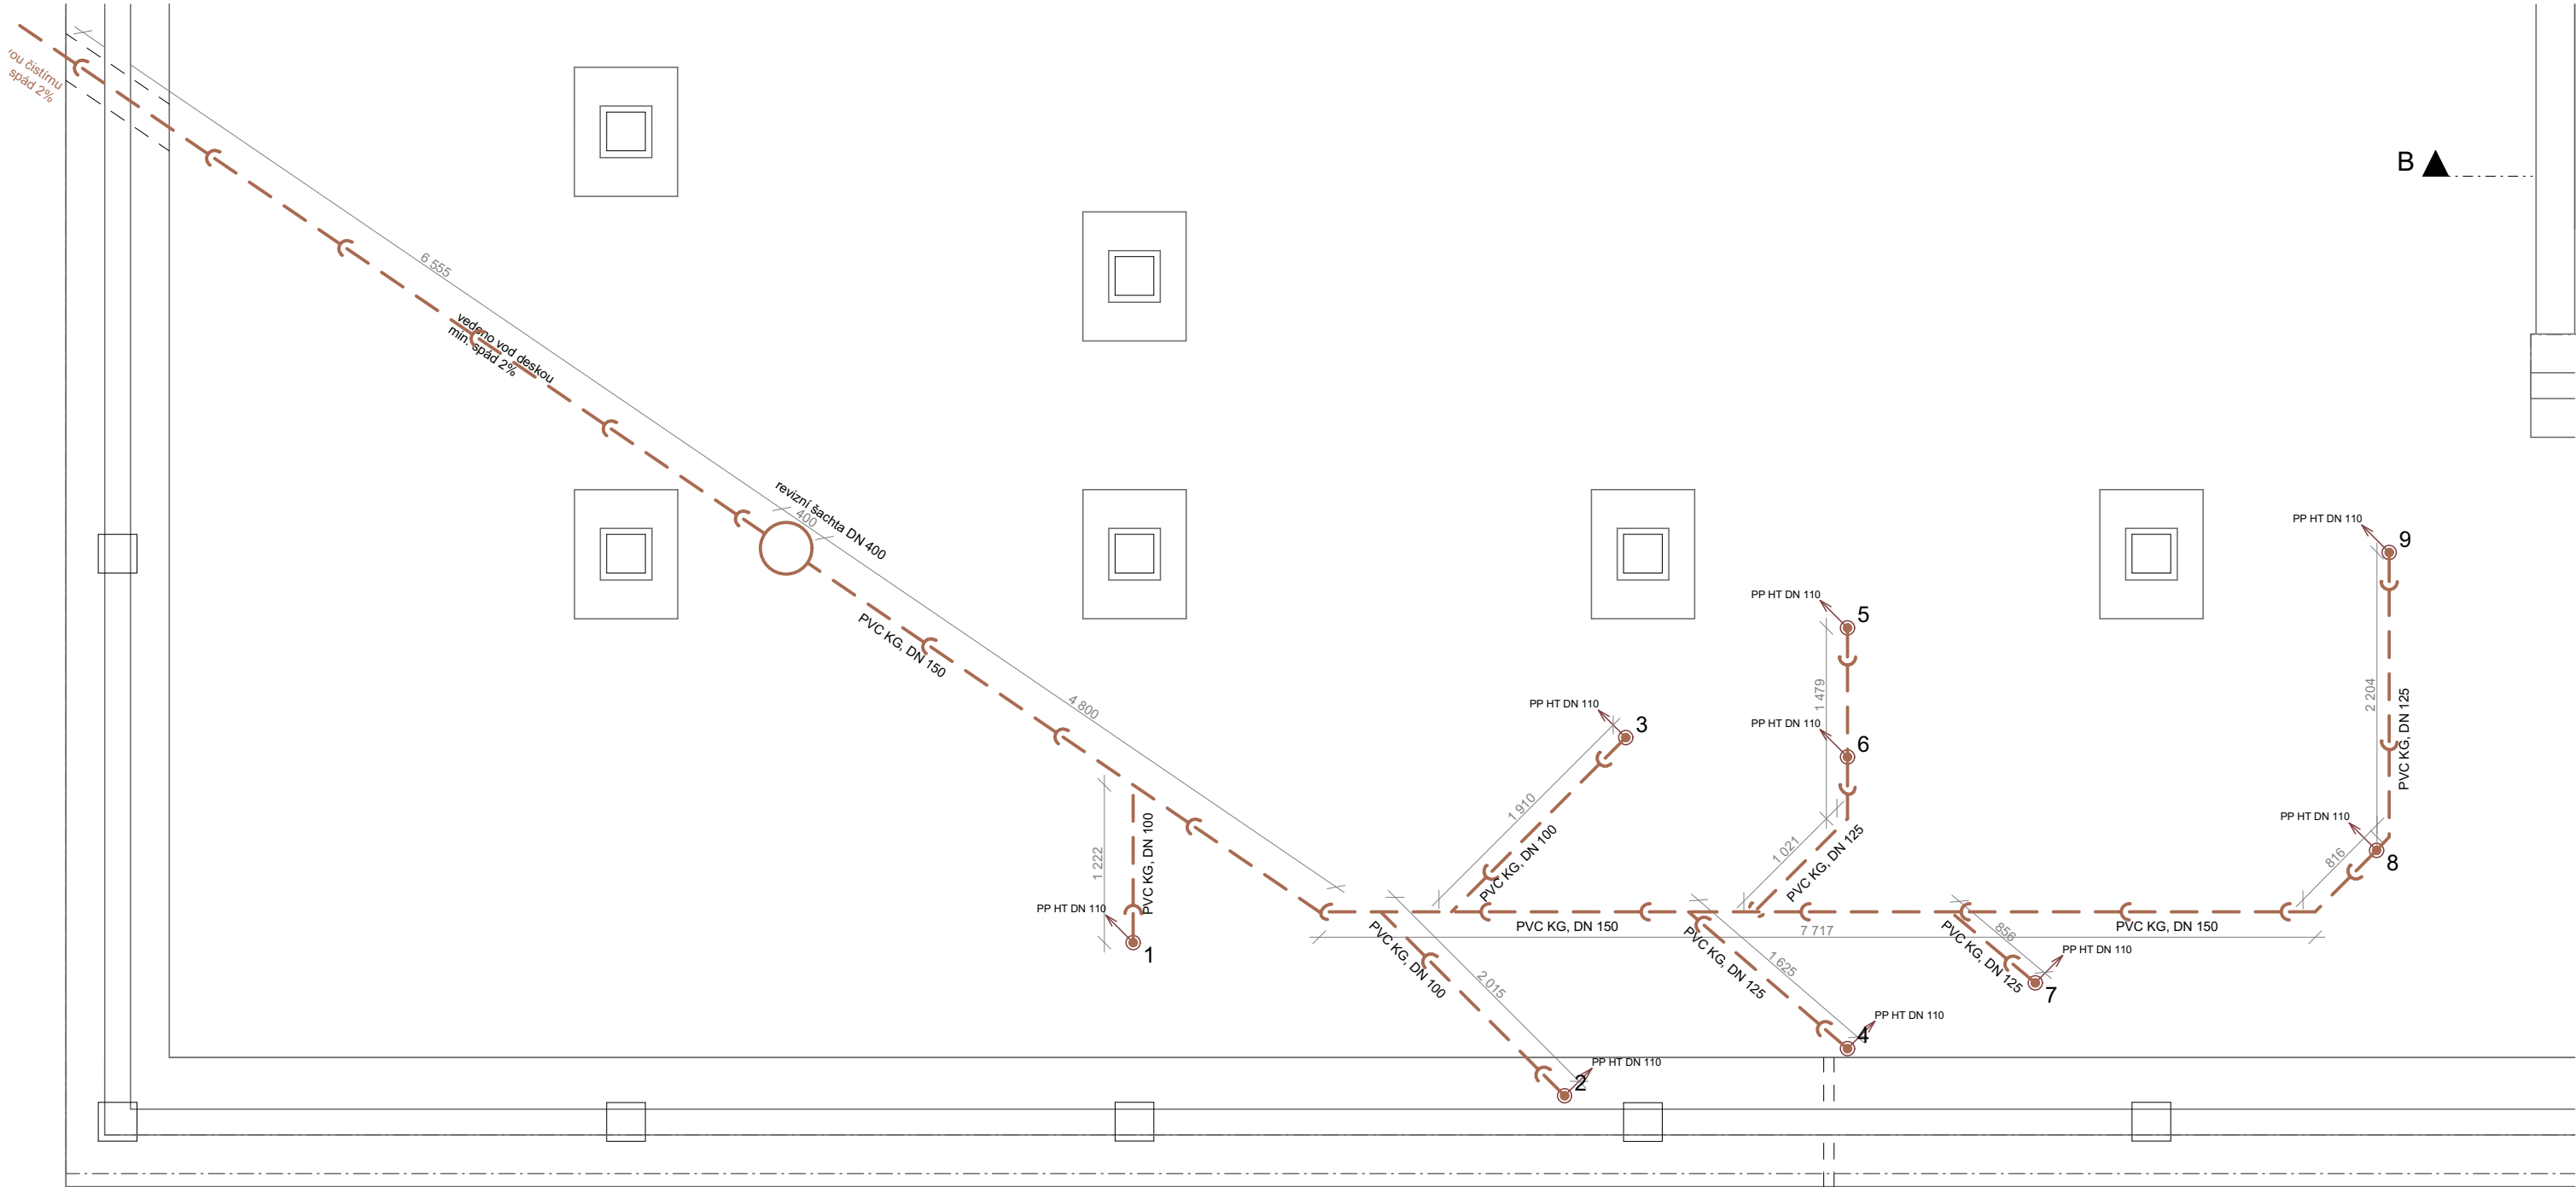 ou čistírnu
spád 2%
B
6 555
vedeno vod deskou
min. spád 2%
revizní šachta DN 400
400
PVC KG, DN 150
4 800
1 222
PVC KG, DN 100
PP HT DN 110
1
PVC KG, DN 100
2 015
PP HT DN 110
2
PP HT DN 110
3
1 910
PVC KG, DN 100
PVC KG, DN 150
7 717
PVC KG, DN 125
1 625
PP HT DN 110
4
PP HT DN 110
5
1 479
PP HT DN 110
6
1 021
PVC KG, DN 125
856
PVC KG, DN 125
PP HT DN 110
7
PVC KG, DN 150
PP HT DN 110
8
816
PP HT DN 110
9
2 204
PVC KG, DN 125